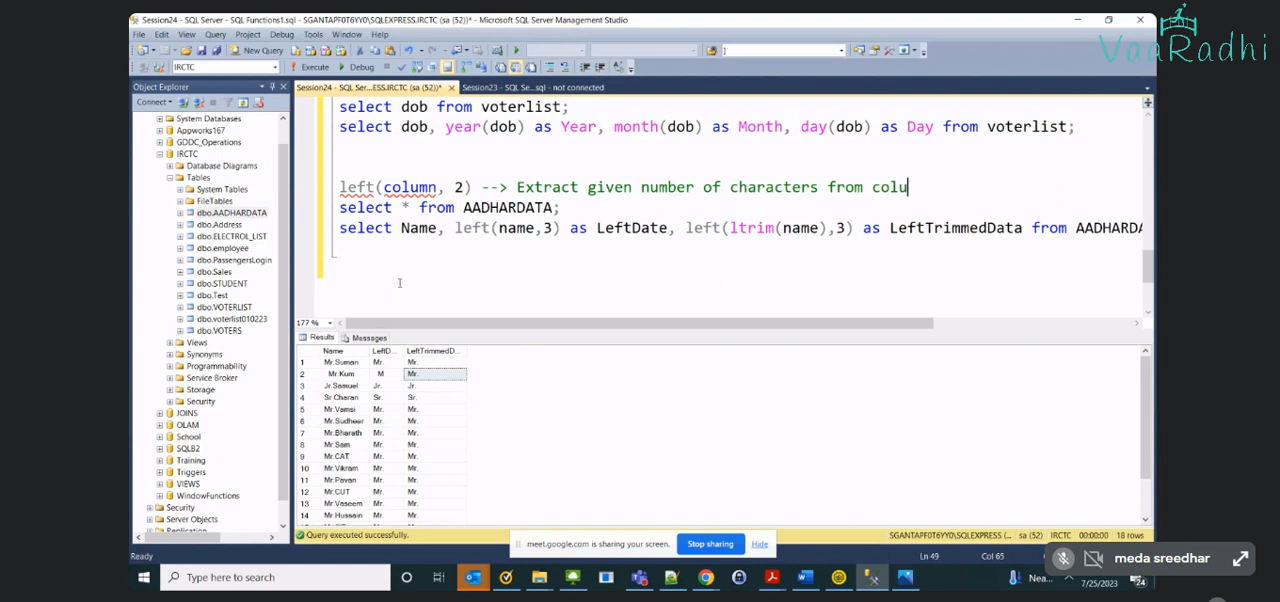 Session24 - SQL Server - SQL Functions1.sql - SGANTAPF0T6YY0\SQLEXPRESS.IRCTC (sa (52))* - Microsoft SQL Server Management Studio
VaaRadhi
File Edit View Query Project Debug Tools Window Help
New Query
IRCTC Execute Debug
Object Explorer
Session24 - SQL Ser...ESS.IRCTC (sa (52))* Session23 - SQL Se...sql - not connected
Connect
System Databases
Appworks167
GDDC_Operations
IRCTC
Database Diagrams
Tables
System Tables
FileTables
dbo.AADHARDATA
dbo.Address
dbo.ELECTROL_LIST
dbo.employee
dbo.PassengersLogin
dbo.Sales
dbo.STUDENT
dbo.Test
dbo.VOTERLIST
dbo.voterlist010223
dbo.VOTERS
Views
Synonyms
Programmability
Service Broker
Storage
Security
JOINS
OLAM
School
SQLB2
Training
Triggers
VIEWS
WindowFunctions
Security
Server Objects
Replication
select dob from voterlist;
select dob, year(dob) as Year, month(dob) as Month, day(dob) as Day from voterlist;
left(column, 2) --> Extract given number of characters from colu
select * from AADHARDATA;
select Name, left(name,3) as LeftDate, left(ltrim(name),3) as LeftTrimmedData from AADHARDA
177 %
Results Messages
Name LeftD... LeftTrimmedD...
1 Mr.Suman Mr. Mr.
2 Mr.Kum M Mr.
3 Jr.Samuel Jr. Jr.
4 Sr.Charan Sr. Sr.
5 Mr.Vamsi Mr. Mr.
6 Mr.Sudheer Mr. Mr.
7 Mr.Bharath Mr. Mr.
8 Mr.Sam Mr. Mr.
9 Mr.CAT Mr. Mr.
10 Mr.Vikram Mr. Mr.
11 Mr.Pavan Mr. Mr.
12 Mr.CUT Mr. Mr.
13 Mr.Vaseem Mr. Mr.
14 Mr.Hussain Mr. Mr.
Query executed successfully. SGANTAPF0T6YY0\SQLEXPRESS (... sa (52) IRCTC 00:00:00 18 rows
meet.google.com is sharing your screen. Stop sharing Hide
Ready Ln 49 Col 65
meda sreedhar
Type here to search
Nea...
7/25/2023
24